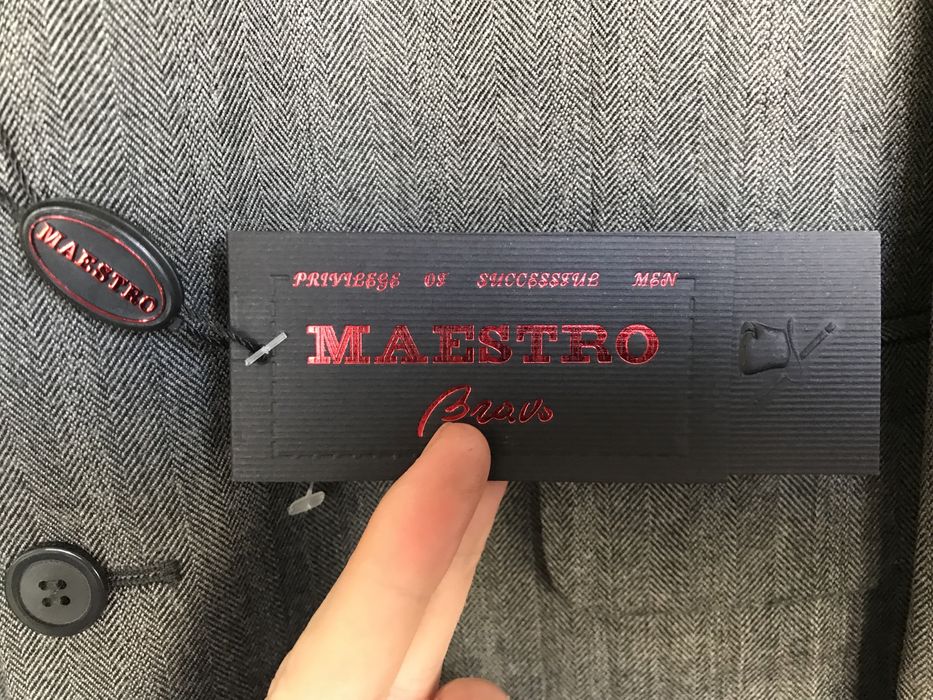 MAESTRO
PRIVILEGE OF SUCCESSFUL MEN
MAESTRO
Bravo